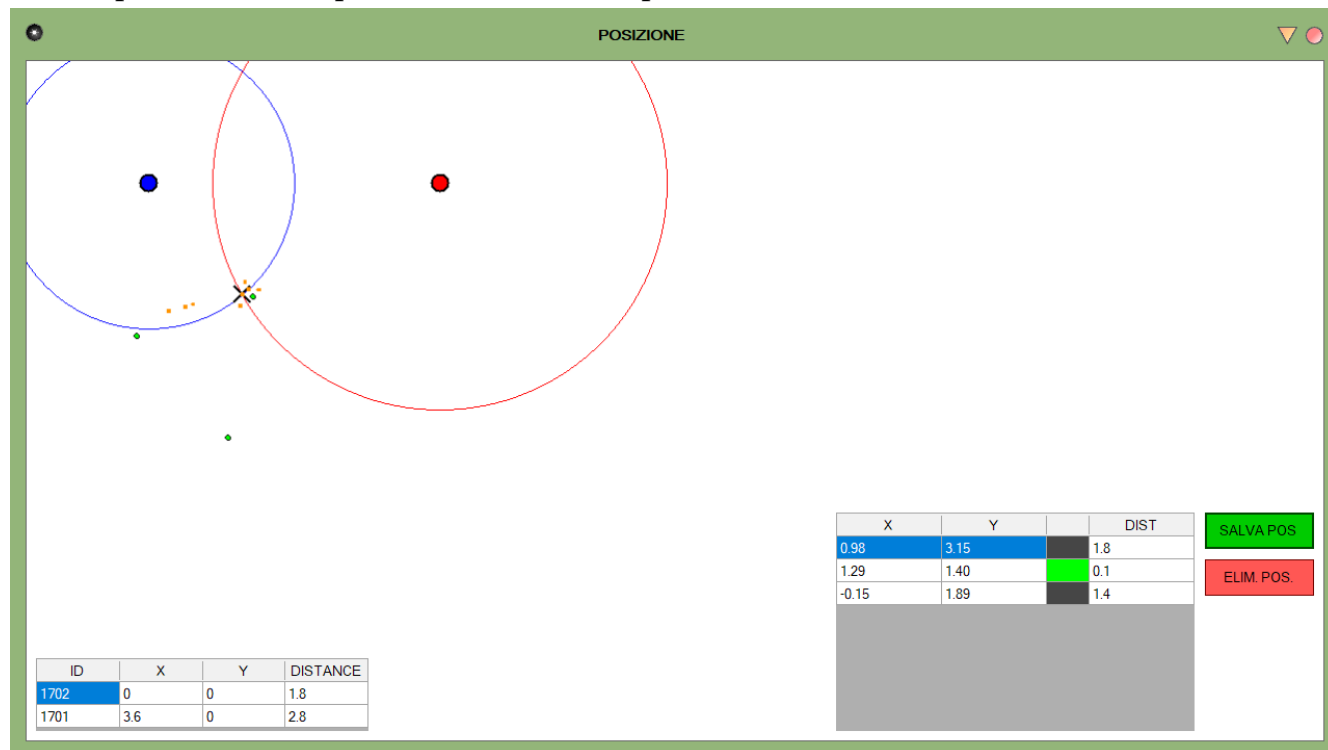 POSIZIONE
X Y DIST
0.98 3.15 1.8
1.29 1.40 0.1
-0.15 1.89 1.4
SALVA POS
ELIM. POS.
ID X Y DISTANCE
1702 0 0 1.8
1701 3.6 0 2.8